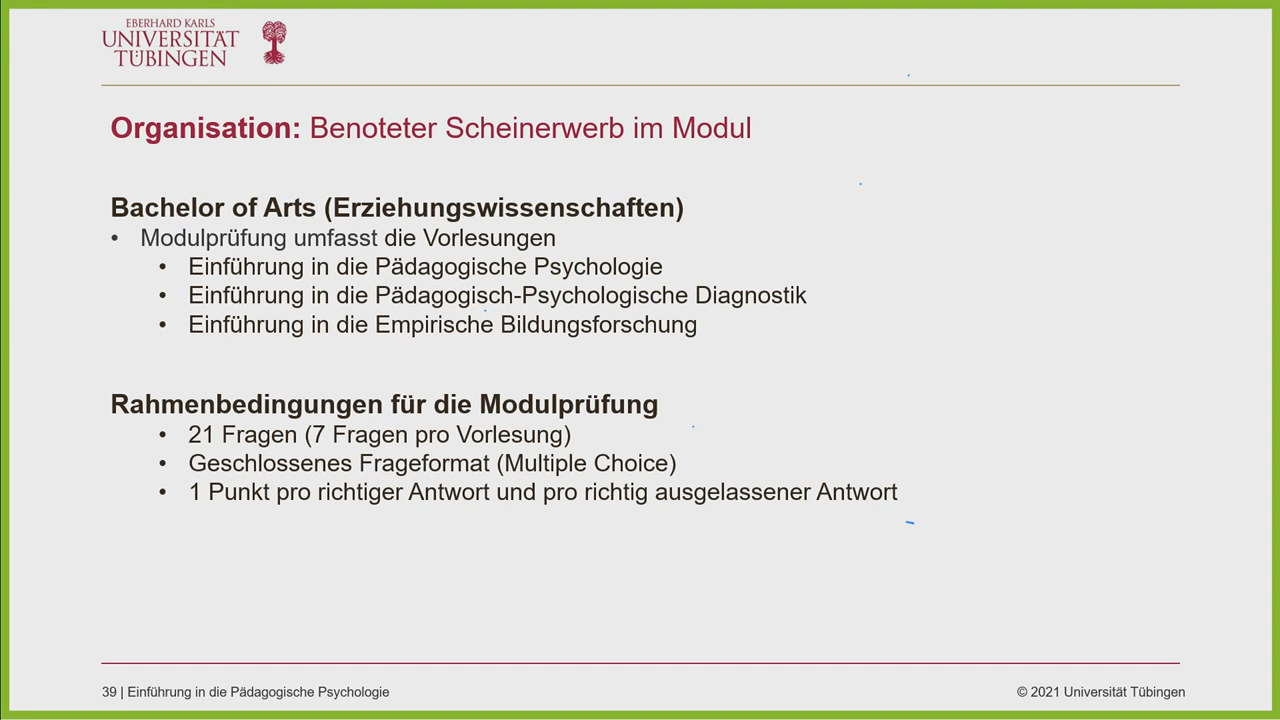 EBERHARD KARLS
UNIVERSITÄT
TÜBINGEN
Organisation: Benoteter Scheinerwerb im Modul
Bachelor of Arts (Erziehungswissenschaften)
• Modulprüfung umfasst die Vorlesungen
• Einführung in die Pädagogische Psychologie
• Einführung in die Pädagogisch-Psychologische Diagnostik
• Einführung in die Empirische Bildungsforschung
Rahmenbedingungen für die Modulprüfung
• 21 Fragen (7 Fragen pro Vorlesung)
• Geschlossenes Frageformat (Multiple Choice)
• 1 Punkt pro richtiger Antwort und pro richtig ausgelassener Antwort
39 | Einführung in die Pädagogische Psychologie
© 2021 Universität Tübingen